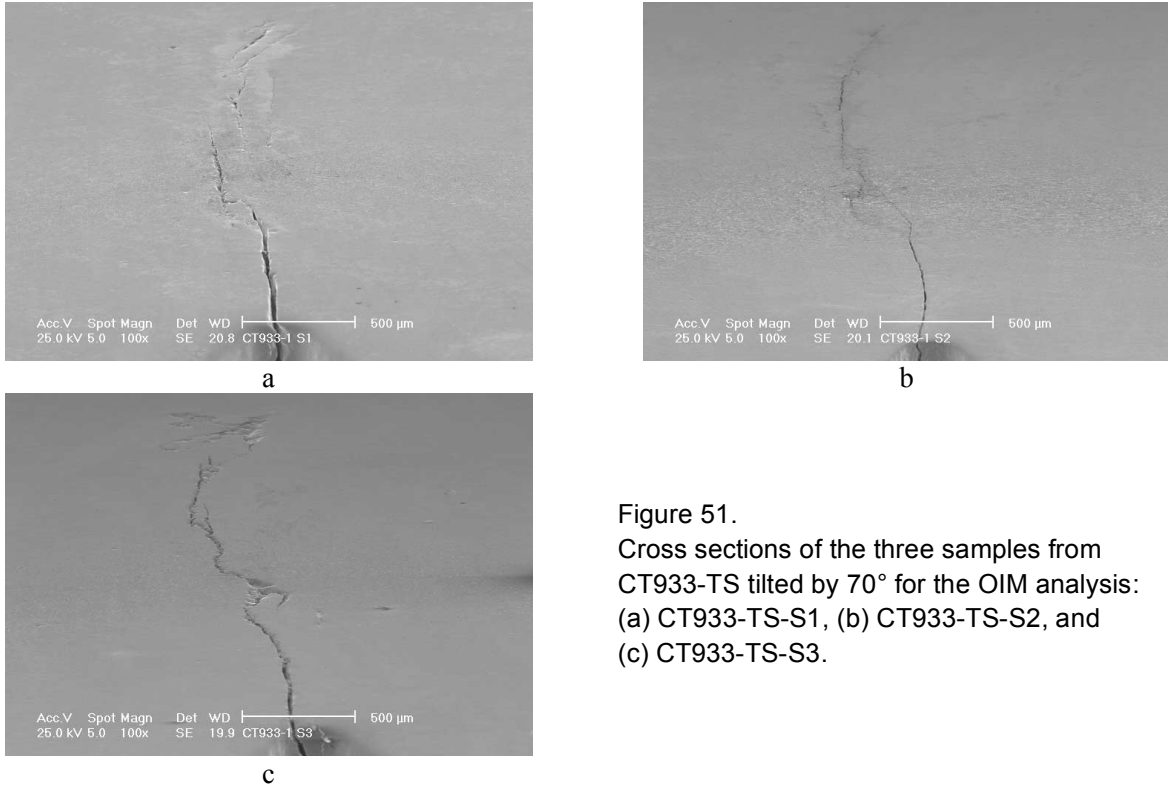 Acc.V Spot Magn Det WD 500 µm
25.0 kV 5.0 100x SE 20.8 CT933-1 S1
a
Acc.V Spot Magn Det WD 500 µm
25.0 kV 5.0 100x SE 20.1 CT933-1 S2
b
Acc.V Spot Magn Det WD 500 µm
25.0 kV 5.0 100x SE 19.9 CT933-1 S3
c
Figure 51.
Cross sections of the three samples from
CT933-TS tilted by 70° for the OIM analysis:
(a) CT933-TS-S1, (b) CT933-TS-S2, and
(c) CT933-TS-S3.